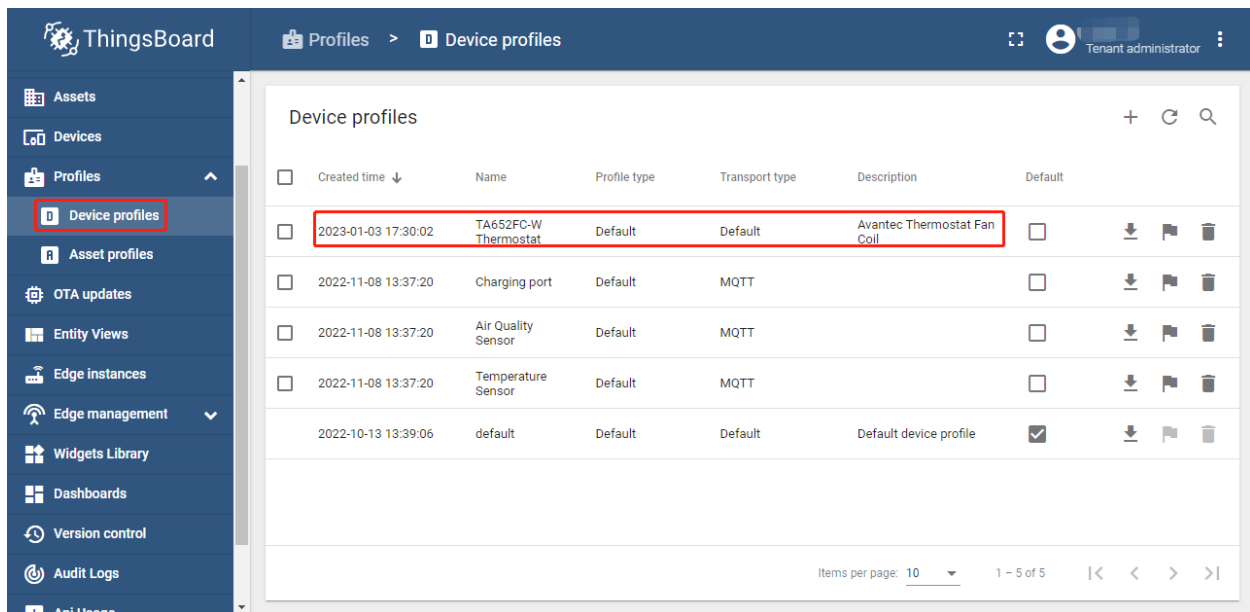 ThingsBoard
Profiles > D Device profiles
Tenant administrator
Assets
Devices
Profiles
D Device profiles
A Asset profiles
OTA updates
Entity Views
Edge instances
Edge management
Widgets Library
Dashboards
Version control
Audit Logs
Api Usage
Device profiles
Created time Name Profile type Transport type Description Default
2023-01-03 17:30:02 TA652FC-W Thermostat Default Default Avantec Thermostat Fan Coil
2022-11-08 13:37:20 Charging port Default MQTT
2022-11-08 13:37:20 Air Quality Sensor Default MQTT
2022-11-08 13:37:20 Temperature Sensor Default MQTT
2022-10-13 13:39:06 default Default Default Default device profile
Items per page: 10 1 – 5 of 5